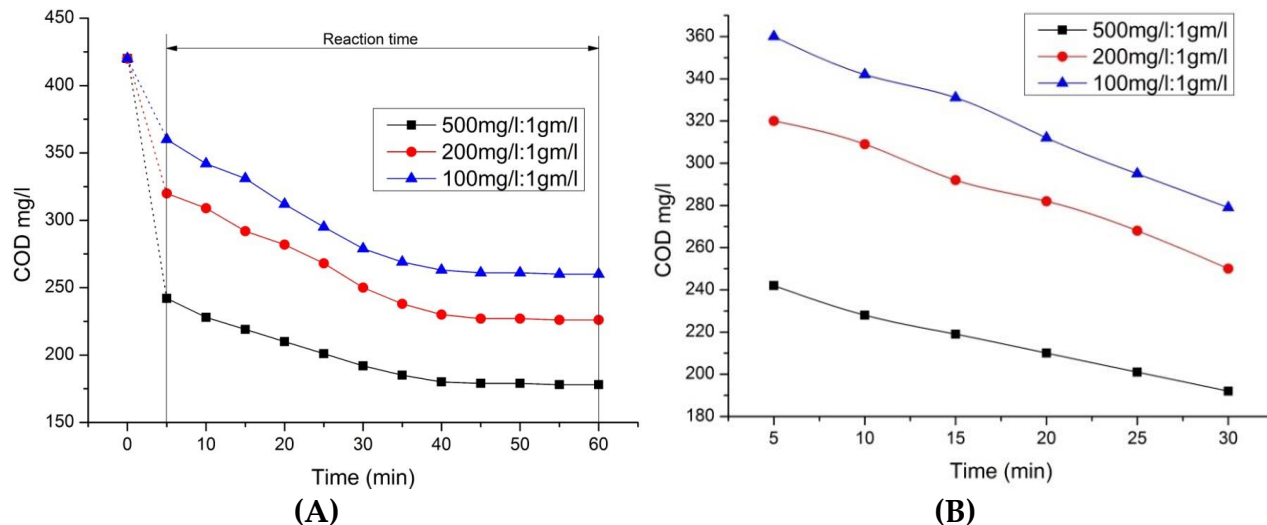 450
400
350
300
250
200
150
COD mg/l
Reaction time
500mg/l:1gm/l
200mg/l:1gm/l
100mg/l:1gm/l
0 10 20 30 40 50 60
Time (min)
(A)
360
340
320
300
280
260
240
220
200
180
COD mg/l
500mg/l:1gm/l
200mg/l:1gm/l
100mg/l:1gm/l
5 10 15 20 25 30
Time (min)
(B)